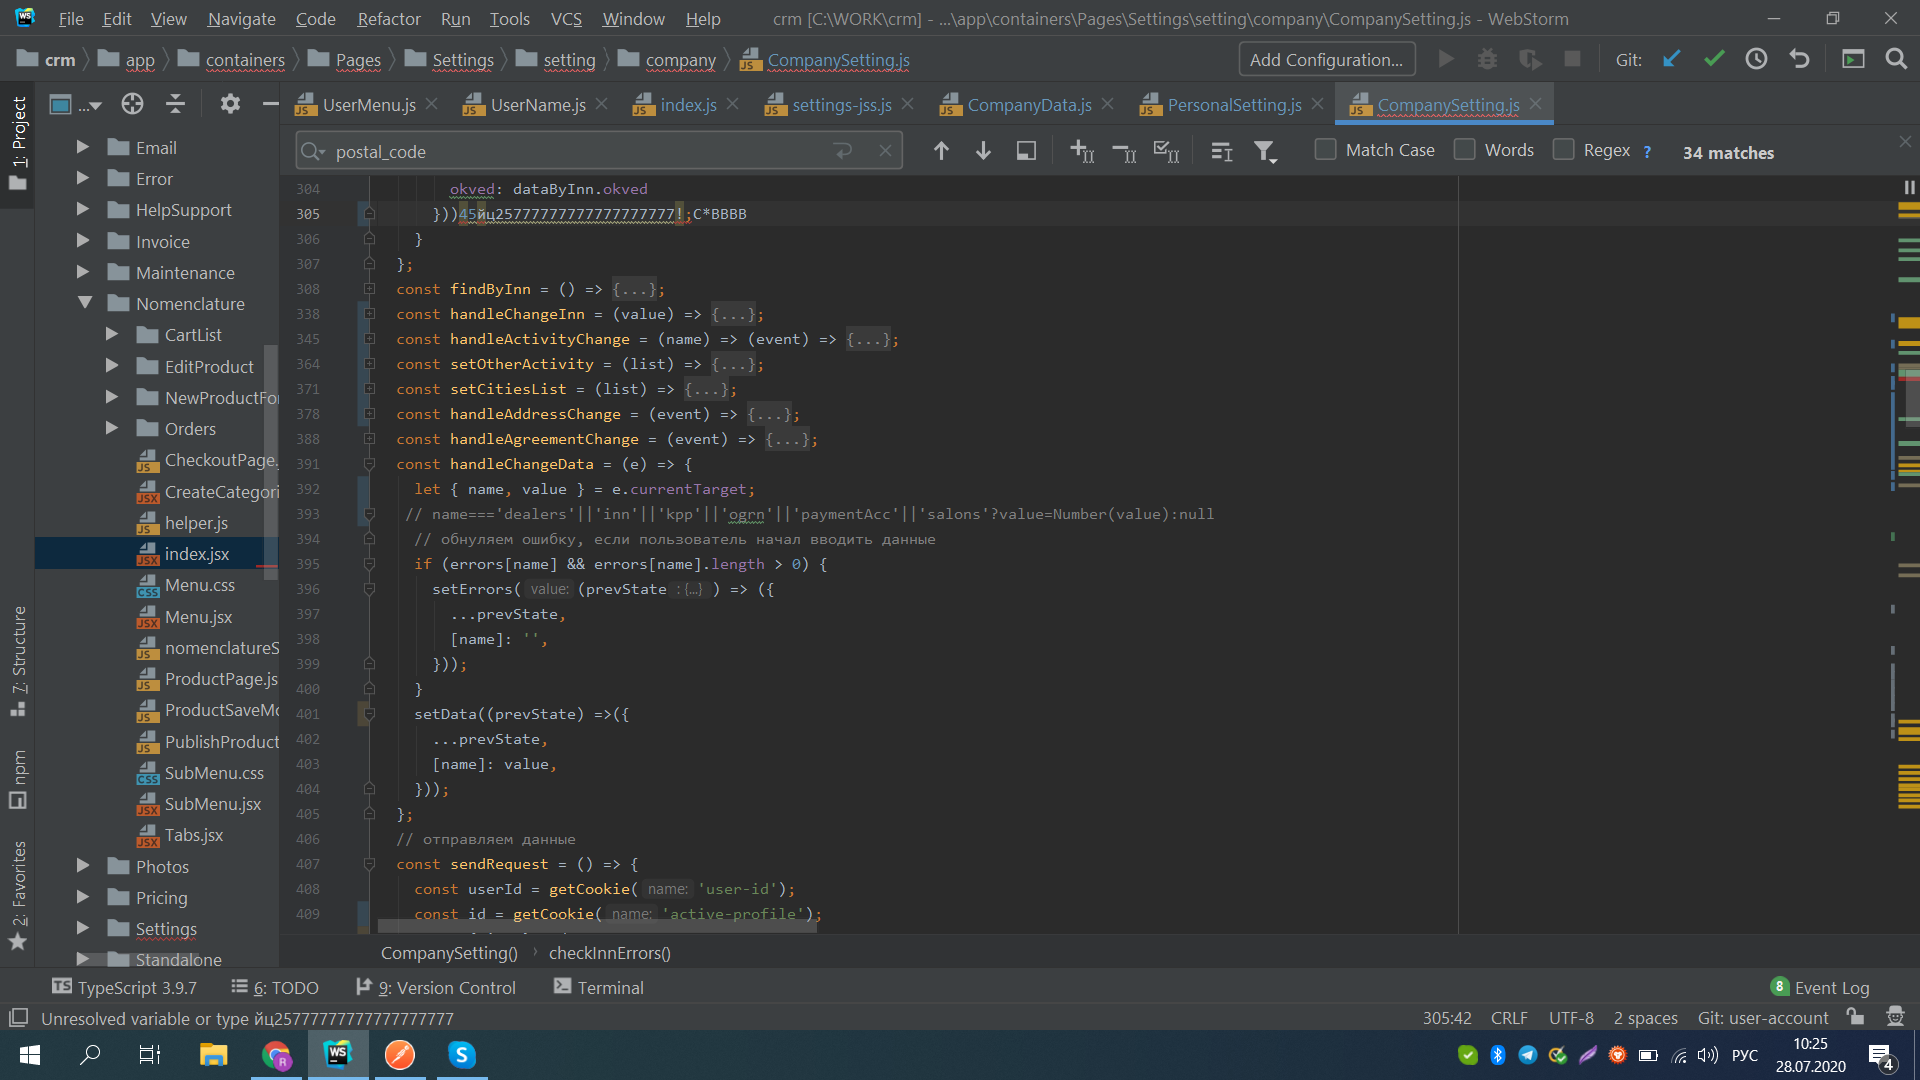 File Edit View Navigate Code Refactor Run Tools VCS Window Help crm [C:\WORK\crm] - ...\app\containers\Pages\Settings\setting\company\CompanySetting.js - WebStorm
crm app containers Pages Settings setting company CompanySetting.js Add Configuration... Git:
UserMenu.js UserName.js index.js settings-jss.js CompanyData.js PersonalSetting.js CompanySetting.js
postal_code Match Case Words Regex ? 34 matches
1: Project
7: Structure
npm
2: Favorites
Email
Error
HelpSupport
Invoice
Maintenance
Nomenclature
CartList
EditProduct
NewProductFo
Orders
CheckoutPage.
CreateCategori
helper.js
index.jsx
Menu.css
Menu.jsx
nomenclatureS
ProductPage.js
ProductSaveMo
PublishProduct
SubMenu.css
SubMenu.jsx
Tabs.jsx
Photos
Pricing
Settings
Standalone
304 okved: dataByInn.okved
305 }))45йц25777777777777777777!;C*BBBB
306 }
307 };
308 const findByInn = () => {...};
338 const handleChangeInn = (value) => {...};
345 const handleActivityChange = (name) => (event) => {...};
364 const setOtherActivity = (list) => {...};
371 const setCitiesList = (list) => {...};
378 const handleAddressChange = (event) => {...};
388 const handleAgreementChange = (event) => {...};
391 const handleChangeData = (e) => {
392 let { name, value } = e.currentTarget;
393 // name==='dealers'||'inn'||'kpp'||'ogrn'||'paymentAcc'||'salons'?value=Number(value):null
394 // обнуляем ошибку, если пользователь начал вводить данные
395 if (errors[name] && errors[name].length > 0) {
396 setErrors( value: (prevState : {...} ) => ({
397 ...prevState,
398 [name]: '',
399 }));
400 }
401 setData((prevState) =>({
402 ...prevState,
403 [name]: value,
404 }));
405 };
406 // отправляем данные
407 const sendRequest = () => {
408 const userId = getCookie( name: 'user-id');
409 const id = getCookie( name: 'active-profile');
CompanySetting() checkInnErrors()
TypeScript 3.9.7 6: TODO 9: Version Control Terminal 8 Event Log
Unresolved variable or type йц25777777777777777777 305:42 CRLF UTF-8 2 spaces Git: user-account
РУС 10:25
28.07.2020 4